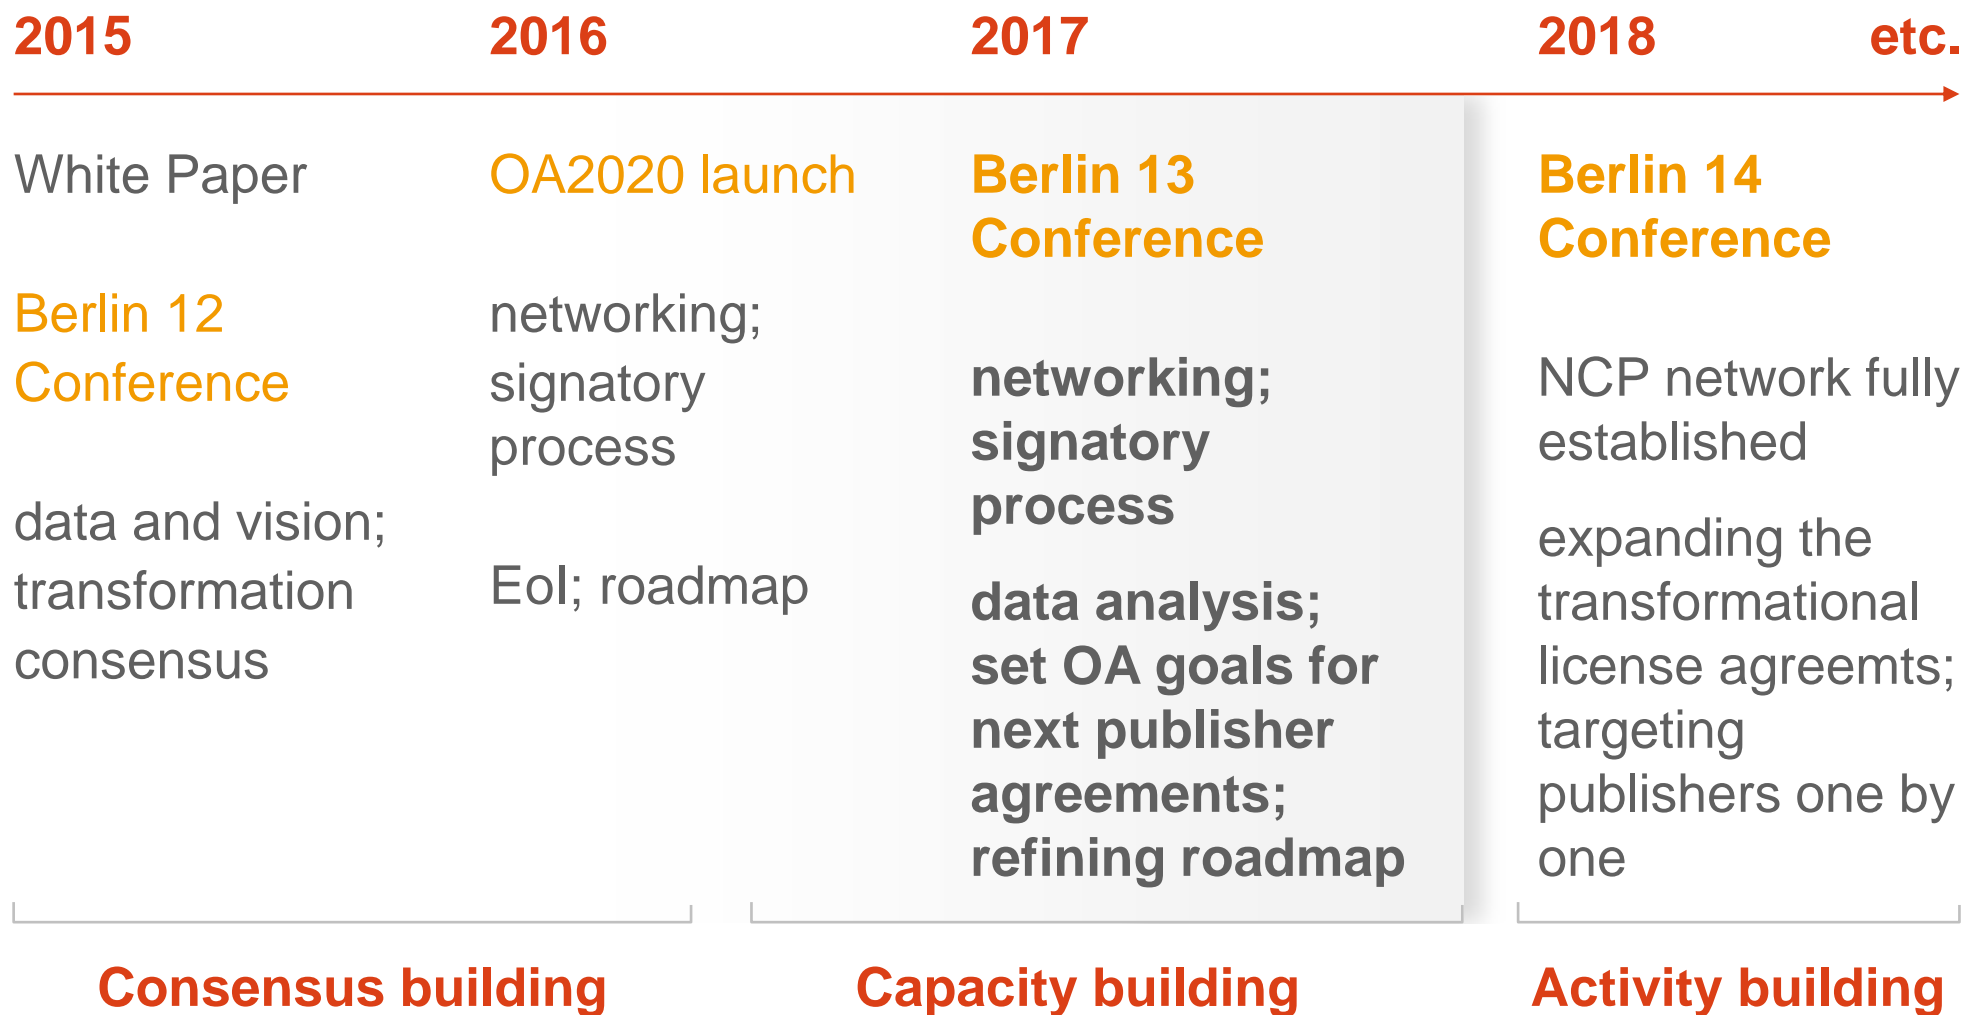 2015
2016
2017
2018
etc.
White Paper
Berlin 12
Conference
data and vision;
transformation
consensus
OA2020 launch
networking;
signatory
process
EoI; roadmap
Berlin 13
Conference
networking;
signatory
process
data analysis;
set OA goals for
next publisher
agreements;
refining roadmap
Berlin 14
Conference
NCP network fully
established
expanding the
transformational
license agreemts;
targeting
publishers one by
one
Consensus building
Capacity building
Activity building